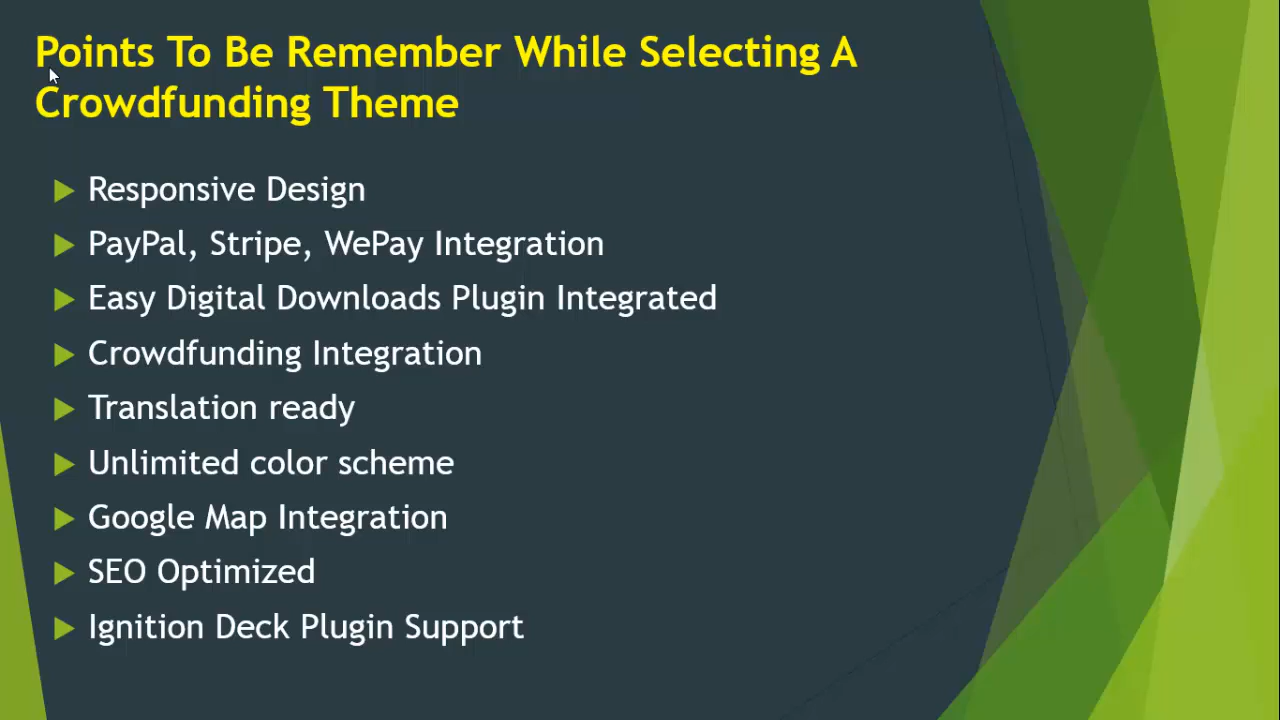 Points To Be Remember While Selecting A
Crowdfunding Theme
Responsive Design
PayPal, Stripe, WePay Integration
Easy Digital Downloads Plugin Integrated
Crowdfunding Integration
Translation ready
Unlimited color scheme
Google Map Integration
SEO Optimized
Ignition Deck Plugin Support